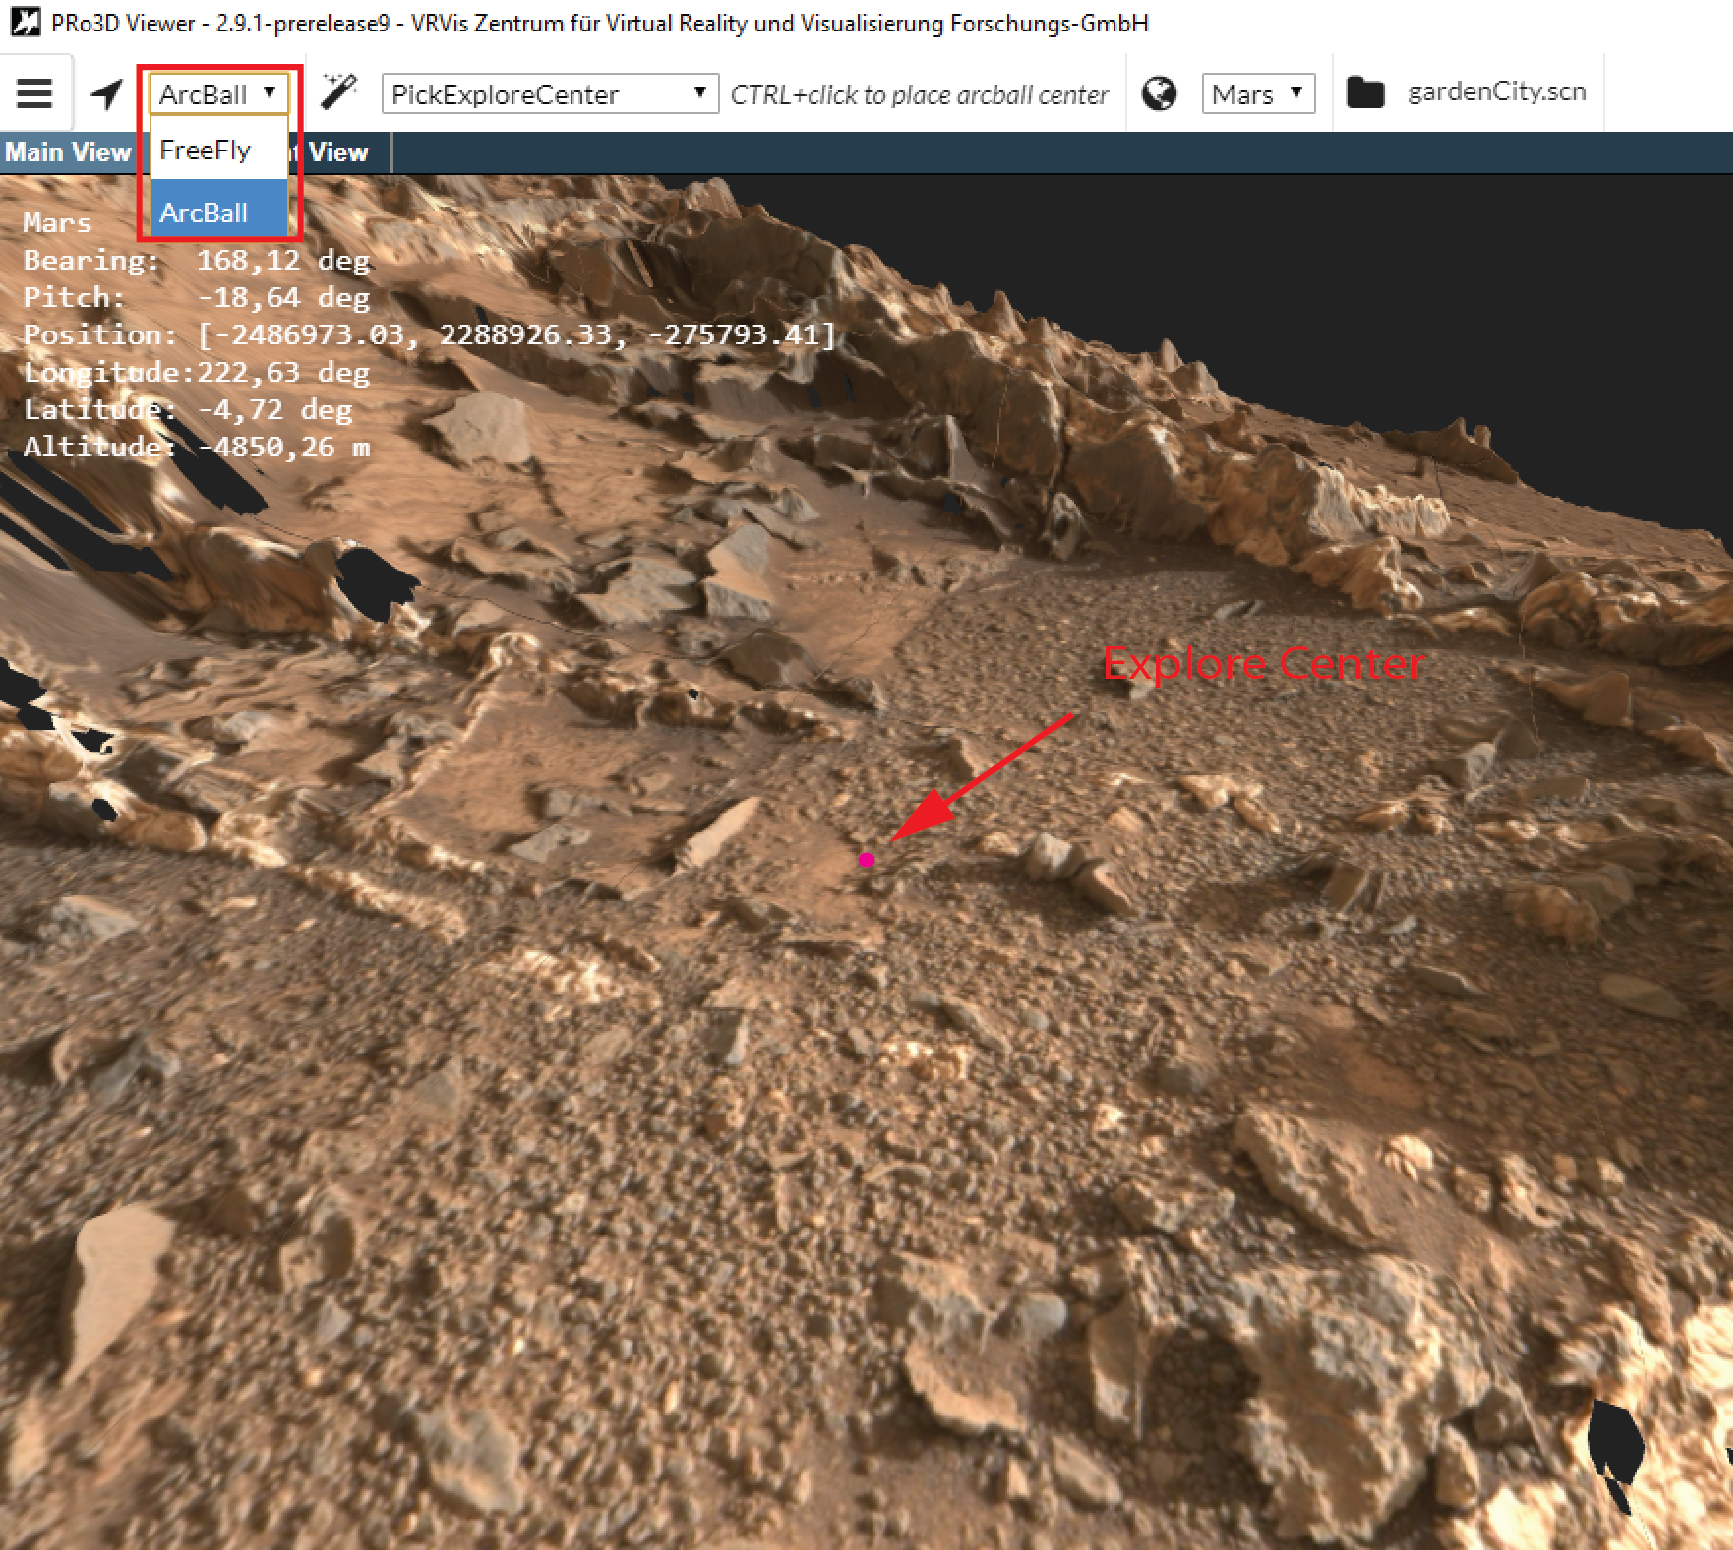 PRo3D Viewer - 2.9.1-prerelease9 - VRVis Zentrum für Virtual Reality und Visualisierung Forschungs-GmbH
ArcBall PickExploreCenter CTRL+click to place arcball center Mars gardenCity.scn
FreeFly
ArcBall
Main View View
Mars
Bearing: 168,12 deg
Pitch: -18,64 deg
Position: [-2486973.03, 2288926.33, -275793.41]
Longitude:222,63 deg
Latitude: -4,72 deg
Altitude: -4850,26 m
Explore Center